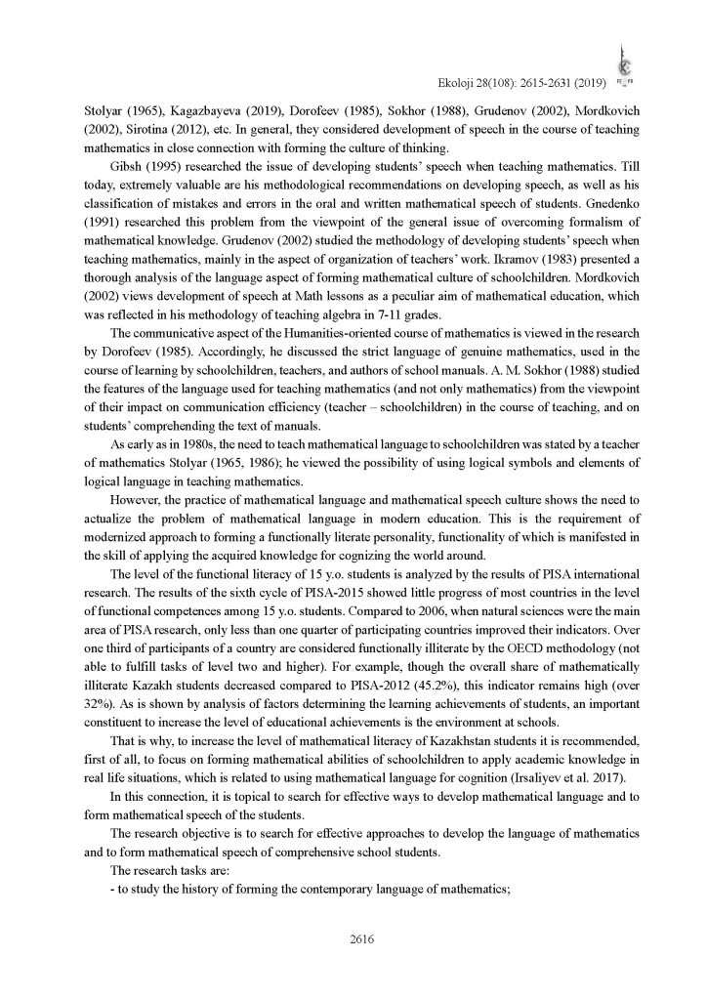 Ekoloji 28(108): 2615-2631 (2019)
Stolyar (1965), Kagazbayeva (2019), Dorofeev (1985), Sokhor (1988), Grudenov (2002), Mordkovich
(2002), Sirotina (2012), etc. In general, they considered development of speech in the course of teaching
mathematics in close connection with forming the culture of thinking.
Gibsh (1995) researched the issue of developing students’ speech when teaching mathematics. Till
today, extremely valuable are his methodological recommendations on developing speech, as well as his
classification of mistakes and errors in the oral and written mathematical speech of students. Gnedenko
(1991) researched this problem from the viewpoint of the general issue of overcoming formalism of
mathematical knowledge. Grudenov (2002) studied the methodology of developing students’ speech when
teaching mathematics, mainly in the aspect of organization of teachers’ work. Ikramov (1983) presented a
thorough analysis of the language aspect of forming mathematical culture of schoolchildren. Mordkovich
(2002) views development of speech at Math lessons as a peculiar aim of mathematical education, which
was reflected in his methodology of teaching algebra in 7-11 grades.
The communicative aspect of the Humanities-oriented course of mathematics is viewed in the research
by Dorofeev (1985). Accordingly, he discussed the strict language of genuine mathematics, used in the
course of learning by schoolchildren, teachers, and authors of school manuals. A. M. Sokhor (1988) studied
the features of the language used for teaching mathematics (and not only mathematics) from the viewpoint
of their impact on communication efficiency (teacher – schoolchildren) in the course of teaching, and on
students’ comprehending the text of manuals.
As early as in 1980s, the need to teach mathematical language to schoolchildren was stated by a teacher
of mathematics Stolyar (1965, 1986); he viewed the possibility of using logical symbols and elements of
logical language in teaching mathematics.
However, the practice of mathematical language and mathematical speech culture shows the need to
actualize the problem of mathematical language in modern education. This is the requirement of
modernized approach to forming a functionally literate personality, functionality of which is manifested in
the skill of applying the acquired knowledge for cognizing the world around.
The level of the functional literacy of 15 y.o. students is analyzed by the results of PISA international
research. The results of the sixth cycle of PISA-2015 showed little progress of most countries in the level
of functional competences among 15 y.o. students. Compared to 2006, when natural sciences were the main
area of PISA research, only less than one quarter of participating countries improved their indicators. Over
one third of participants of a country are considered functionally illiterate by the OECD methodology (not
able to fulfill tasks of level two and higher). For example, though the overall share of mathematically
illiterate Kazakh students decreased compared to PISA-2012 (45.2%), this indicator remains high (over
32%). As is shown by analysis of factors determining the learning achievements of students, an important
constituent to increase the level of educational achievements is the environment at schools.
That is why, to increase the level of mathematical literacy of Kazakhstan students it is recommended,
first of all, to focus on forming mathematical abilities of schoolchildren to apply academic knowledge in
real life situations, which is related to using mathematical language for cognition (Irsaliyev et al. 2017).
In this connection, it is topical to search for effective ways to develop mathematical language and to
form mathematical speech of the students.
The research objective is to search for effective approaches to develop the language of mathematics
and to form mathematical speech of comprehensive school students.
The research tasks are:
- to study the history of forming the contemporary language of mathematics;
2616